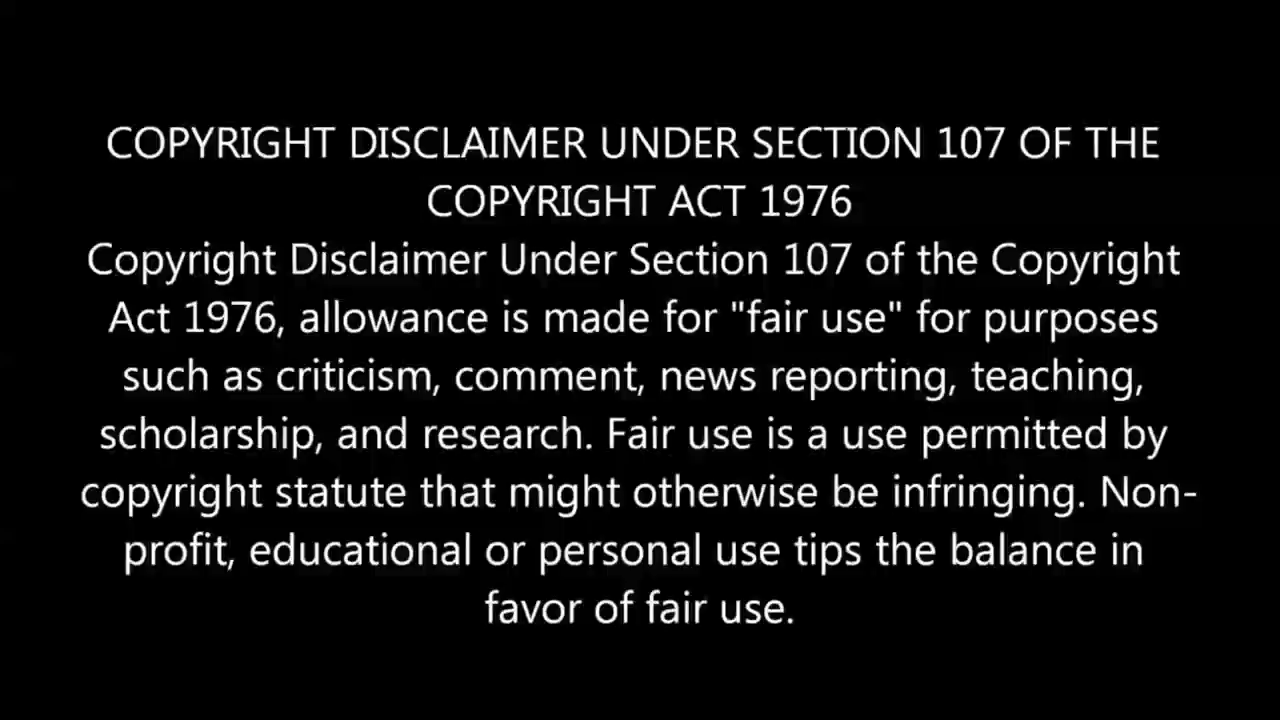 COPYRIGHT DISCLAIMER UNDER SECTION 107 OF THE
COPYRIGHT ACT 1976
Copyright Disclaimer Under Section 107 of the Copyright
Act 1976, allowance is made for "fair use" for purposes
such as criticism, comment, news reporting, teaching,
scholarship, and research. Fair use is a use permitted by
copyright statute that might otherwise be infringing. Non-
profit, educational or personal use tips the balance in
favor of fair use.